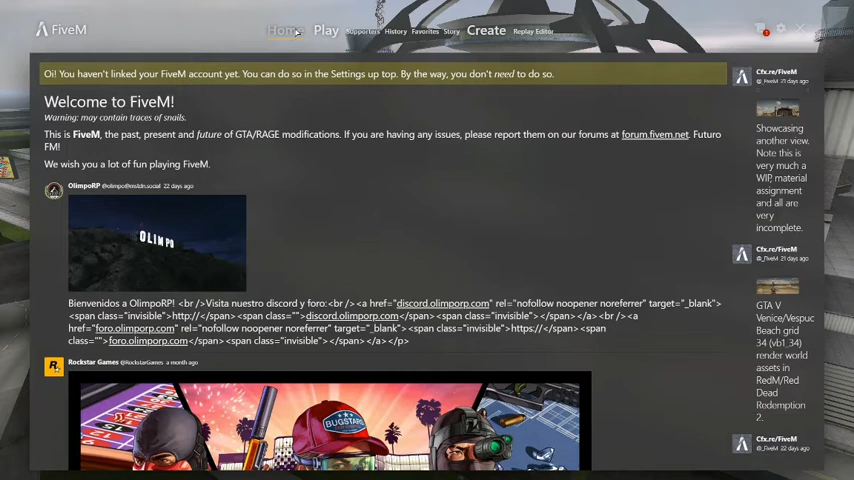 FiveM
Home Play Supporters History Favorites Story Create Replay Editor
Oi! You haven't linked your FiveM account yet. You can do so in the Settings up top. By the way, you don't need to do so.
Welcome to FiveM!
Warning: may contain traces of snails.
This is FiveM, the past, present and future of GTA/RAGE modifications. If you are having any issues, please report them on our forums at forum.fivem.net. Futuro
FM!
We wish you a lot of fun playing FiveM.
OlimpoRP @olimpo@mstdn.social 22 days ago
OLIMPO
Bienvenidos a OlimpoRP! <br />Visita nuestro discord y foro:<br /><a href="discord.olimporp.com" rel="nofollow noopener noreferrer" target="_blank">
<span class="invisible">http://</span><span class="">discord.olimporp.com</span><span class="invisible"></span></a><br /><a
href="foro.olimporp.com" rel="nofollow noopener noreferrer" target="_blank"><span class="invisible">https://</span><span
class="">foro.olimporp.com</span><span class="invisible"></span></a></p>
Rockstar Games @RockstarGames a month ago
R
BUGSTARS
Cfx.re/FiveM
@_FiveM 21 days ago
Showcasing
another view.
Note this is
very much a
WIP, material
assignment
and all are
very
incomplete.
Cfx.re/FiveM
@_FiveM 21 days ago
GTA V
Venice/Vespuc
Beach grid
34 (vb1_34)
render world
assets in
RedM/Red
Dead
Redemption
2.
Cfx.re/FiveM
@_FiveM 22 days ago